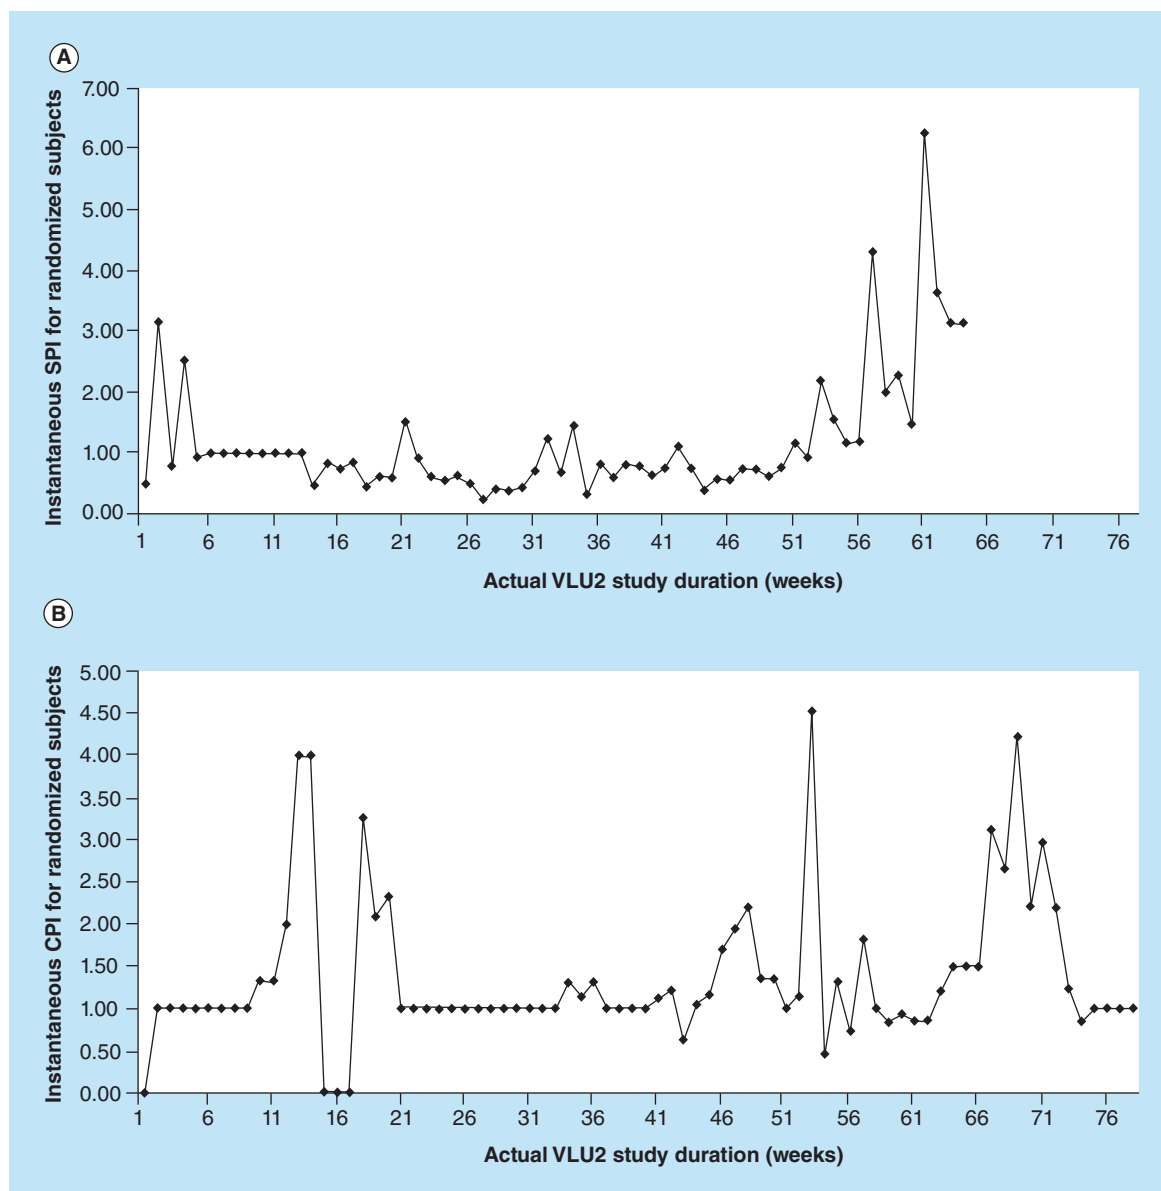 A
Instantaneous SPI for randomized subjects
7.00
6.00
5.00
4.00
3.00
2.00
1.00
0.00
1 6 11 16 21 26 31 36 41 46 51 56 61 66 71 76
Actual VLU2 study duration (weeks)
B
Instantaneous CPI for randomized subjects
5.00
4.50
4.00
3.50
3.00
2.50
2.00
1.50
1.00
0.50
0.00
1 6 11 16 21 26 31 36 41 46 51 56 61 66 71 76
Actual VLU2 study duration (weeks)